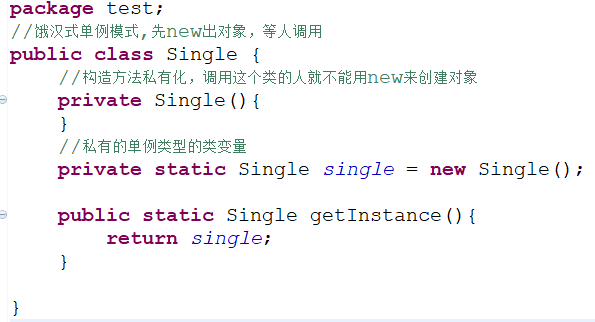 package test;
//饿汉式单例模式,先new出对象，等人调用
public class Single {
//构造方法私有化，调用这个类的人就不能用new来创建对象
private Single(){
}
//私有的单例类型的类变量
private static Single single = new Single();
public static Single getInstance(){
return single;
}
}